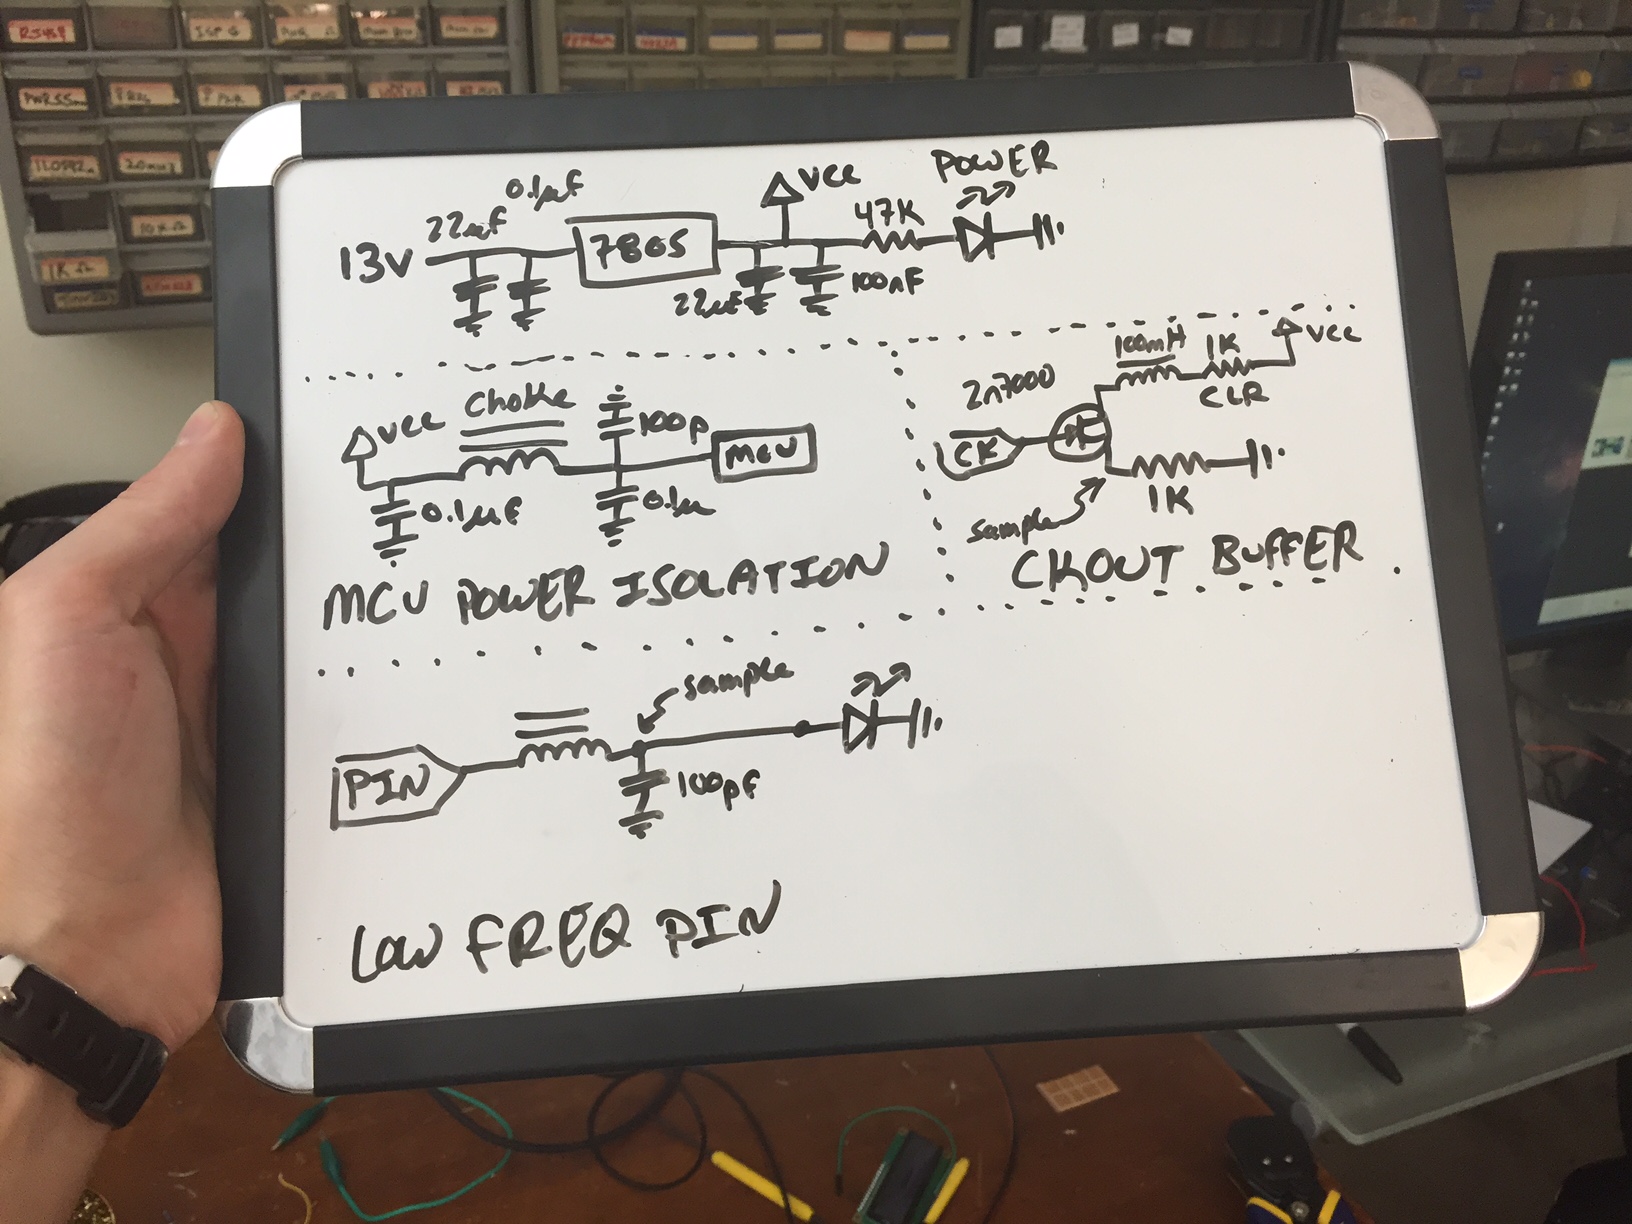 13V
22uF
0.1uF
7805
VCC
47K
POWER
22uF
100nF
VCC
CHOKE
100p
MCU
0.1uF
0.1u
MCU POWER ISOLATION
2n7000
100mH
1K
VCC
CLR
CK
1K
sample
CKOUT BUFFER
PIN
sample
100pF
LOW FREQ PIN
1K Ω
10K Ω